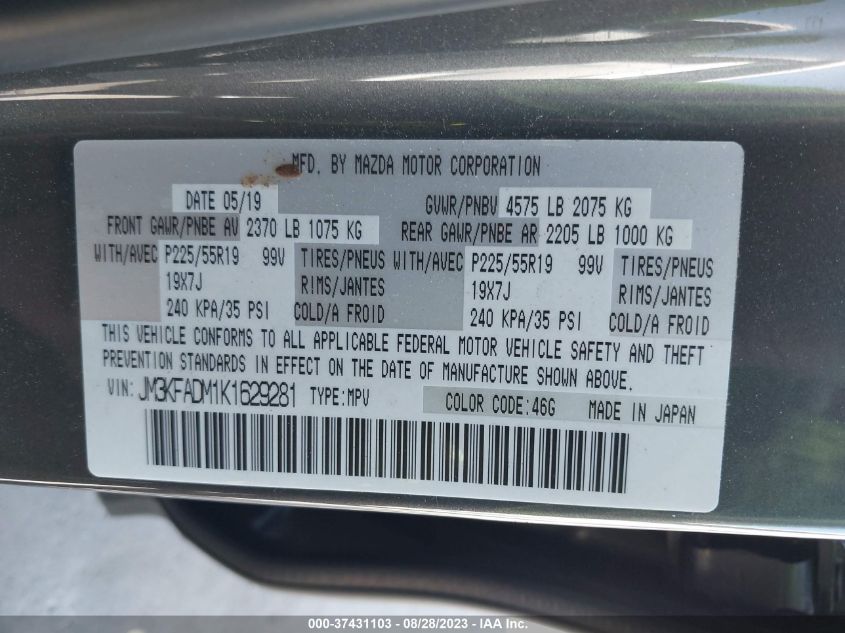 MFD. BY MAZDA MOTOR CORPORATION
DATE 05/19 GVWR/PNBV 4575 LB 2075 KG
FRONT GAWR/PNBE AV 2370 LB 1075 KG REAR GAWR/PNBE AR 2205 LB 1000 KG
WITH/AVEC P225/55R19 99V TIRES/PNEUS WITH/AVEC P225/55R19 99V TIRES/PNEUS
19X7J RIMS/JANTES 19X7J RIMS/JANTES
240 KPA/35 PSI COLD/A FROID 240 KPA/35 PSI COLD/A FROID
THIS VEHICLE CONFORMS TO ALL APPLICABLE FEDERAL MOTOR VEHICLE SAFETY AND THEFT
PREVENTION STANDARDS IN EFFECT ON THE DATE OF MANUFACTURE SHOWN ABOVE.
VIN: JM3KFADM1K1629281 TYPE:MPV COLOR CODE:46G MADE IN JAPAN
000-37431103 - 08/28/2023 - IAA Inc.